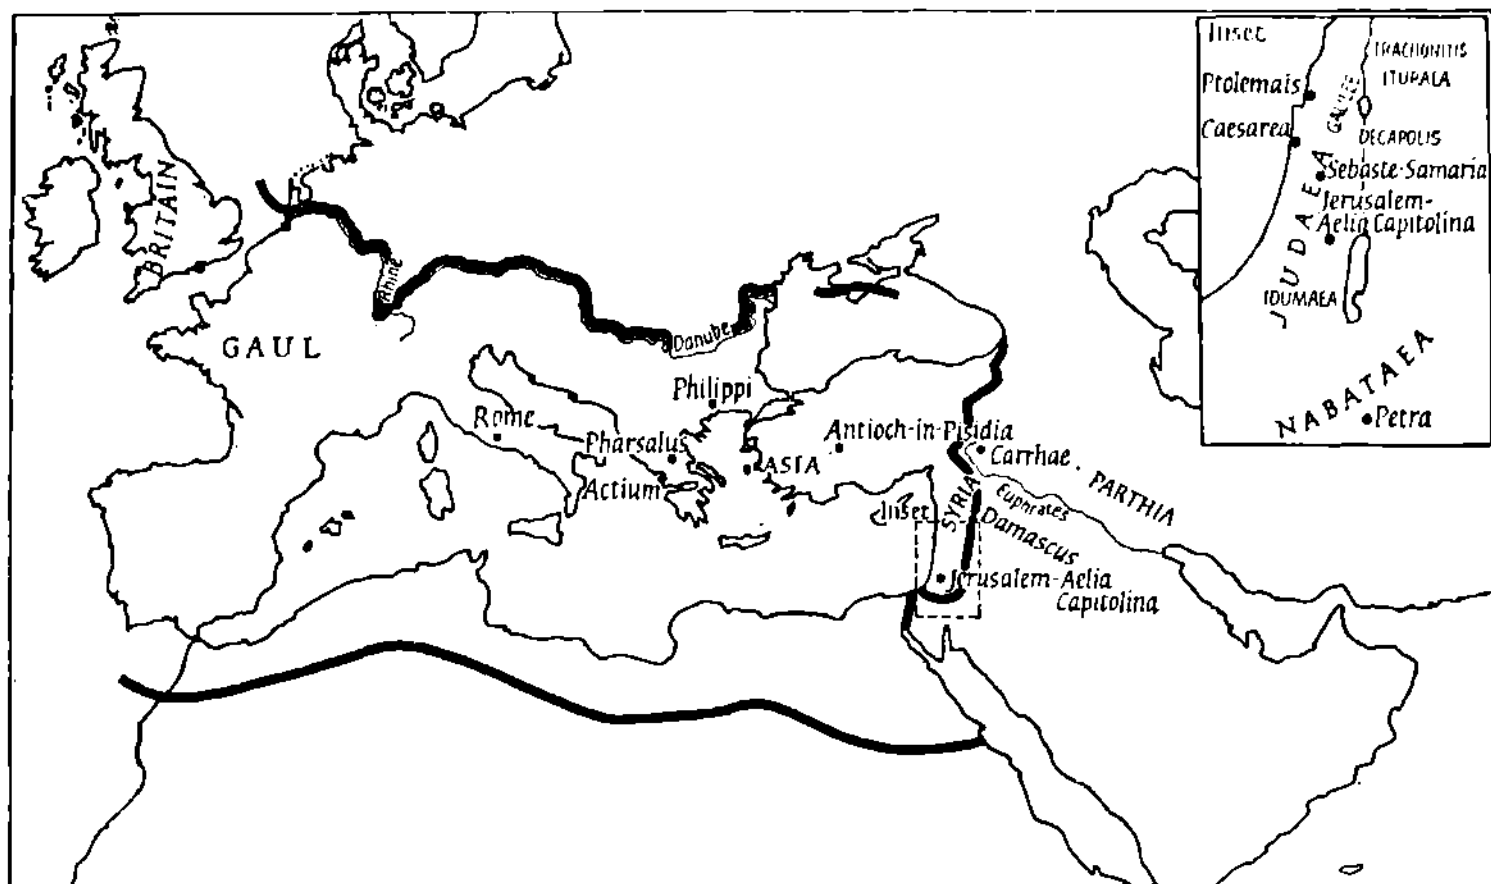 BRITAIN
Rhine
GAUL
Danube
Philippi
Rome
Pharsalus
Actium
ASIA
Antioch-in-Pisidia
Carrhae
PARTHIA
Euphrates
SYRIA
Inset
Damascus
Jerusalem-Aelia
Capitolina
Inset
TRACHONITIS
ITURALA
Ptolemais
GALILEE
Caesarea
DECAPOLIS
Sebaste-Samaria
Jerusalem-
Aelia Capitolina
JUDAEA
IDUMAEA
NABATAEA
Petra